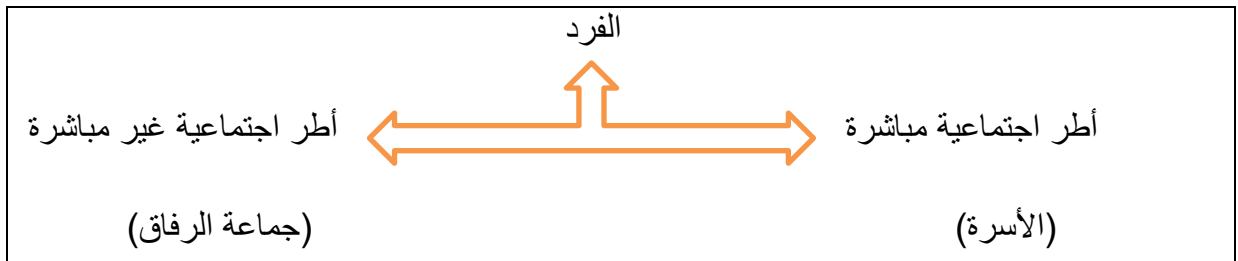 الفرد
أطر اجتماعية مباشرة
أطر اجتماعية غير مباشرة
(الأسرة)
(جماعة الرفاق)